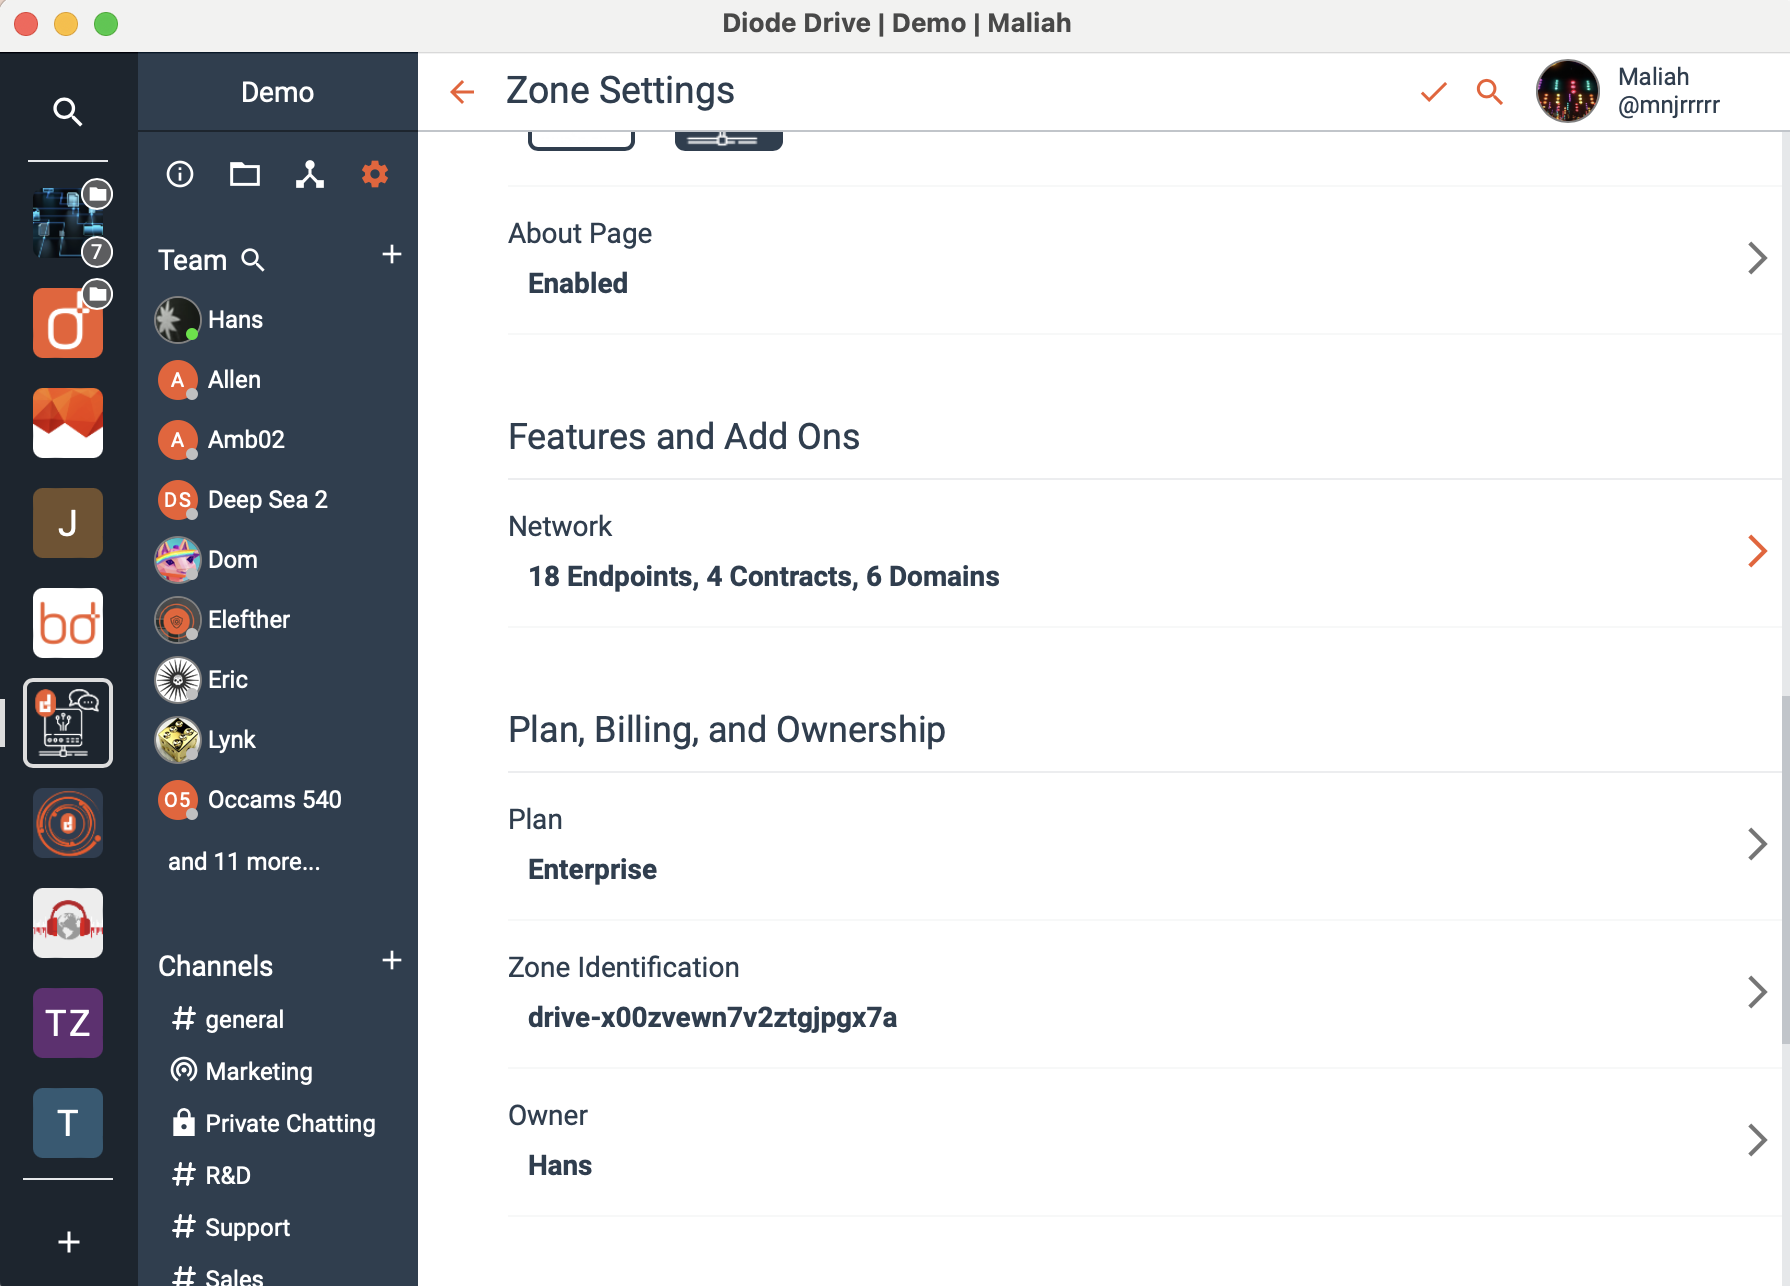 Diode Drive | Demo | Maliah
Demo
Zone Settings
Maliah
@mnjrrrrr
7
Team
Hans
A
Allen
A
Amb02
DS
Deep Sea 2
Dom
Elefther
Eric
Lynk
O5
Occams 540
and 11 more...
Channels
general
Marketing
Private Chatting
R&D
Support
Sales
d
J
bd
d
d
TZ
T
About Page
Enabled
Features and Add Ons
Network
18 Endpoints, 4 Contracts, 6 Domains
Plan, Billing, and Ownership
Plan
Enterprise
Zone Identification
drive-x00zvewn7v2ztgjpgx7a
Owner
Hans